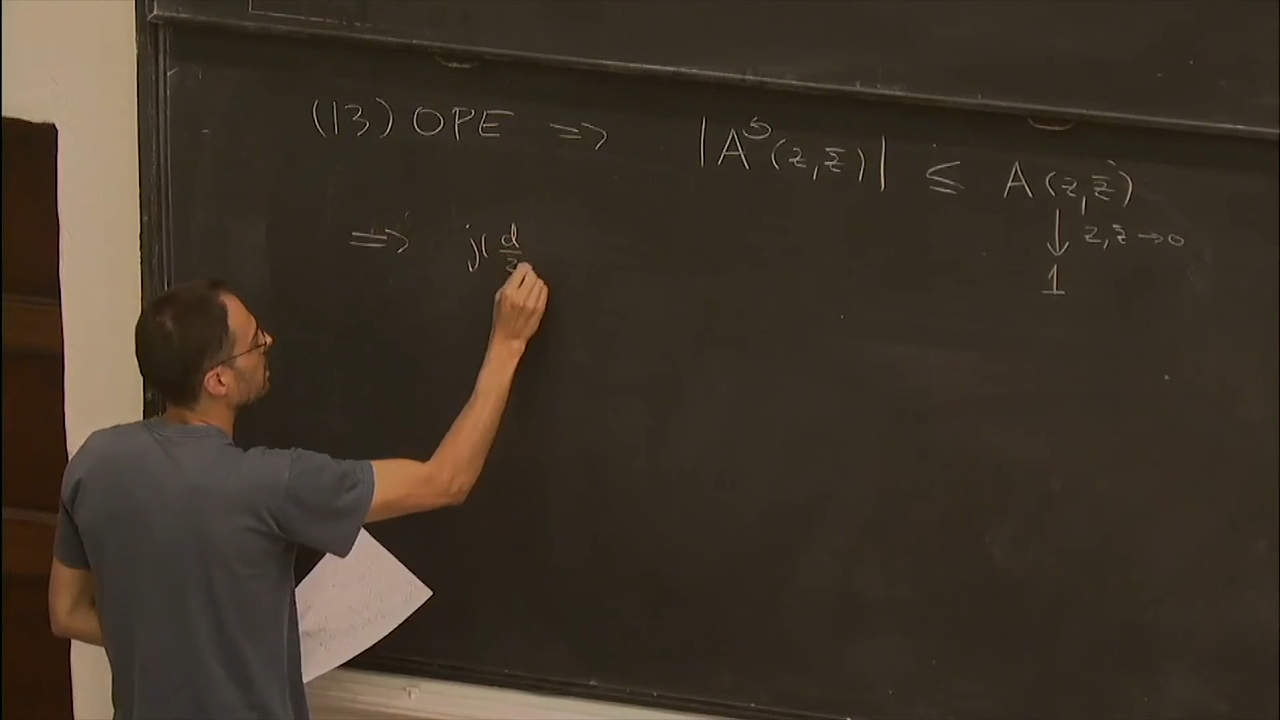 (13) OPE => |A^↺(z,z̄)| ≤ A(z,z̄)
↓ z,z̄→0
1
=> j(d/2